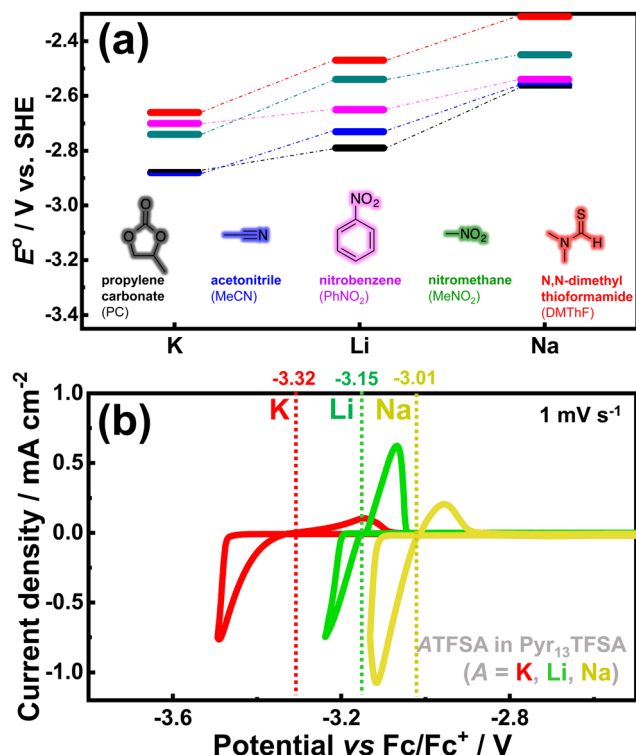 (a)
E° / V vs. SHE
-2.4
-2.6
-2.8
-3.0
-3.2
-3.4
O
O O
N
NO₂
NO₂
S
N H
propylene
carbonate
(PC)
acetonitrile
(MeCN)
nitrobenzene
(PhNO₂)
nitromethane
(MeNO₂)
N,N-dimethyl
thioformamide
(DMThF)
K Li Na
(b)
-3.32 -3.15 -3.01
K Li Na
1 mV s⁻¹
Current density / mA cm⁻²
1.0
0.5
0.0
-0.5
-1.0
ATFSA in Pyr₁₃TFSA
(A = K, Li, Na)
-3.6 -3.2 -2.8
Potential vs Fc/Fc⁺ / V